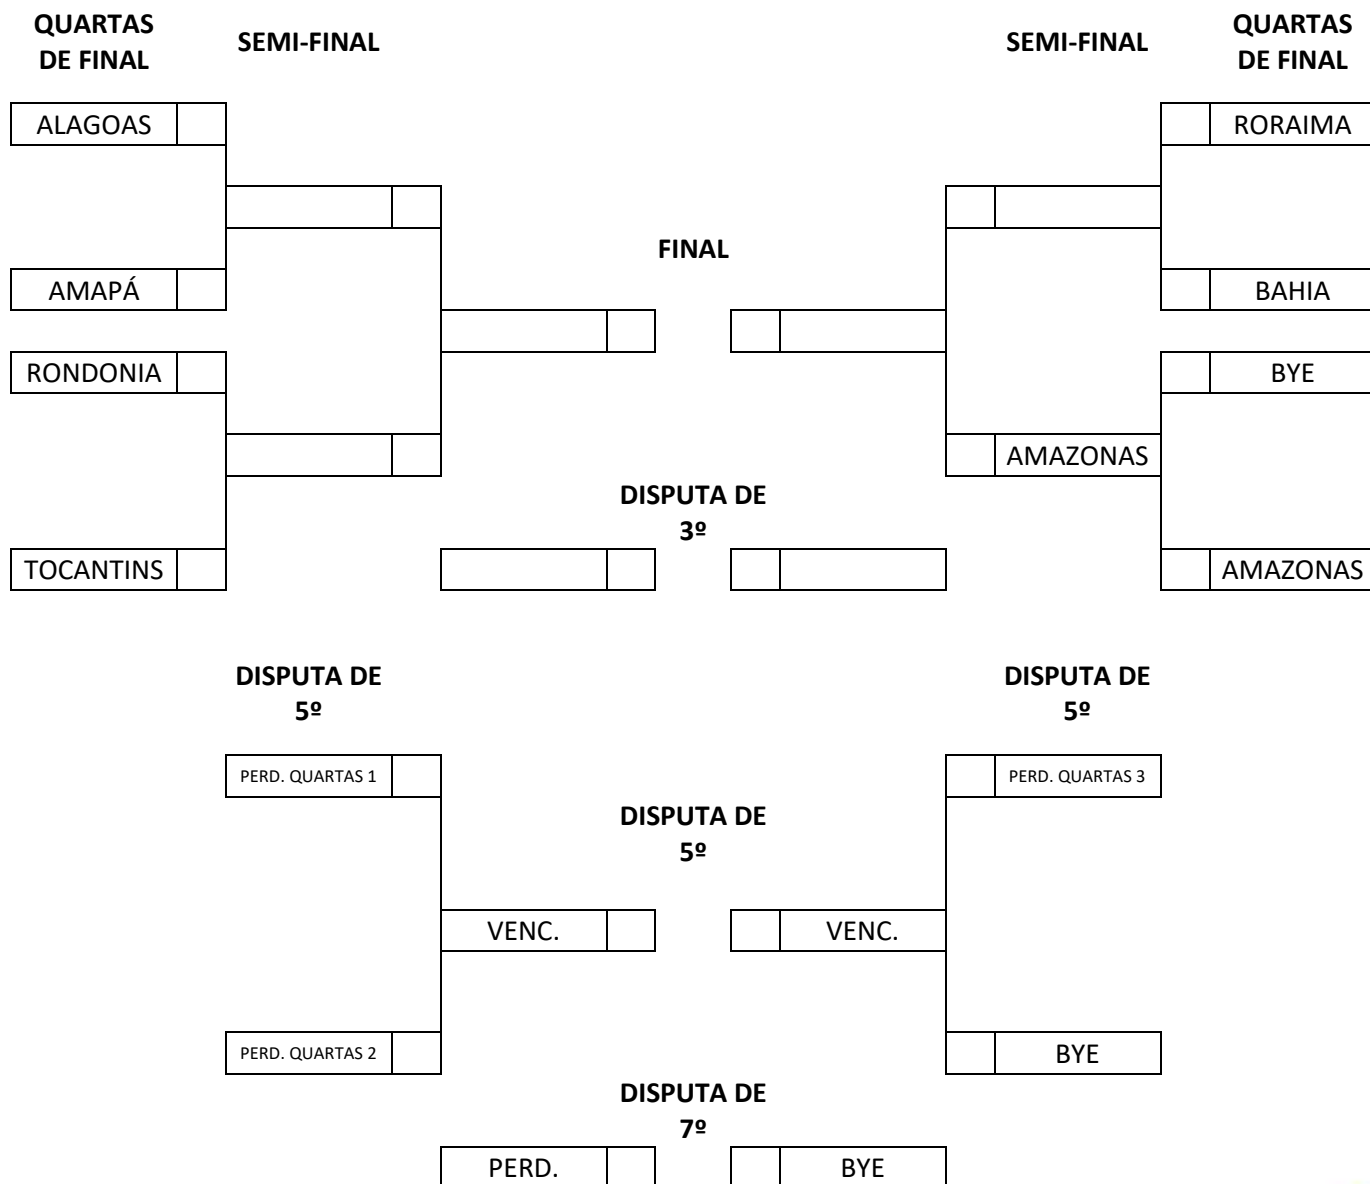 QUARTAS
DE FINAL
SEMI-FINAL
SEMI-FINAL
QUARTAS
DE FINAL
ALAGOAS
RORAIMA
FINAL
AMAPÁ
BAHIA
RONDONIA
BYE
AMAZONAS
DISPUTA DE
3º
TOCANTINS
AMAZONAS
DISPUTA DE
5º
DISPUTA DE
5º
PERD. QUARTAS 1
PERD. QUARTAS 3
DISPUTA DE
5º
VENC.
VENC.
PERD. QUARTAS 2
BYE
DISPUTA DE
7º
PERD.
BYE